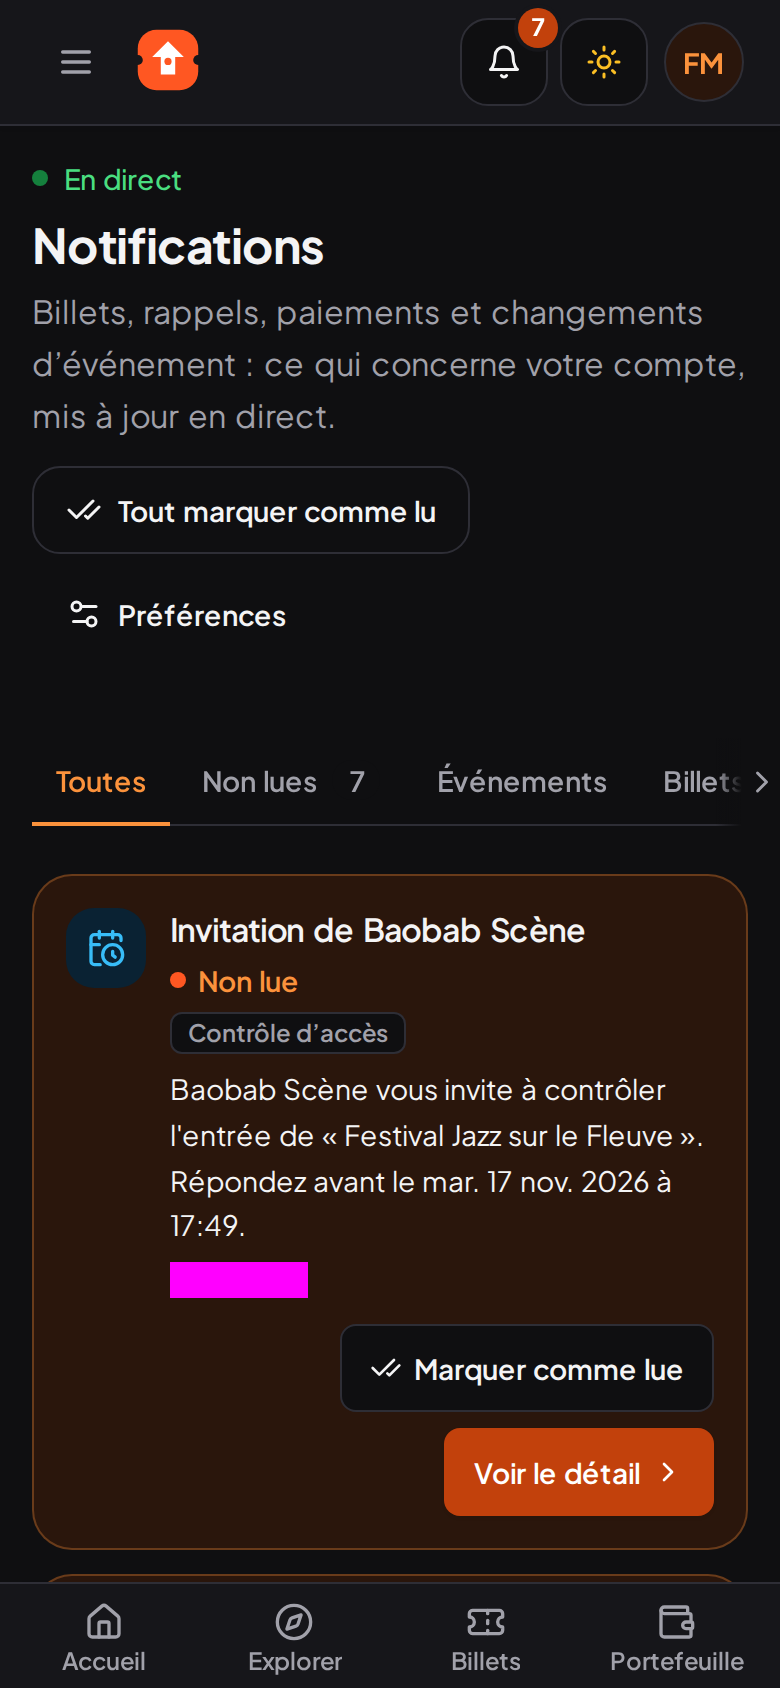 7
FM
En direct
Notifications
Billets, rappels, paiements et changements
d’événement : ce qui concerne votre compte,
mis à jour en direct.
Tout marquer comme lu
Préférences
Toutes Non lues 7 Événements Billets
Invitation de Baobab Scène
Non lue
Contrôle d’accès
Baobab Scène vous invite à contrôler
l'entrée de « Festival Jazz sur le Fleuve ».
Répondez avant le mar. 17 nov. 2026 à
17:49.
Marquer comme lue
Voir le détail
Accueil Explorer Billets Portefeuille